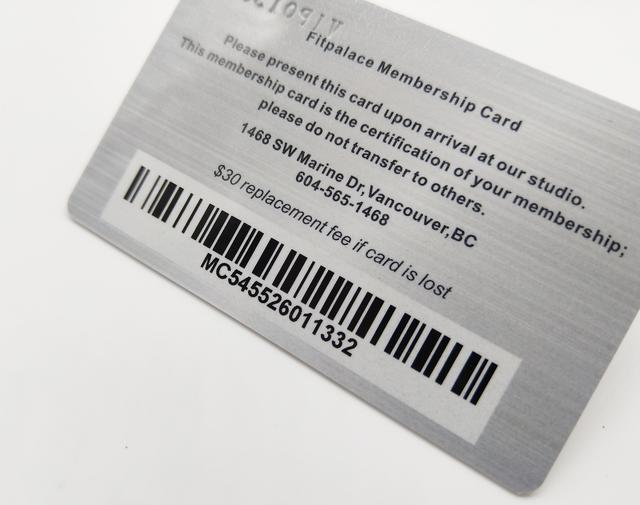 Fitpalace Membership Card
Please present this card upon arrival at our studio.
This membership card is the certification of your membership;
please do not transfer to others.
1468 SW Marine Dr,Vancouver,BC
604-565-1468
$30 replacement fee if card is lost
MC545526011332